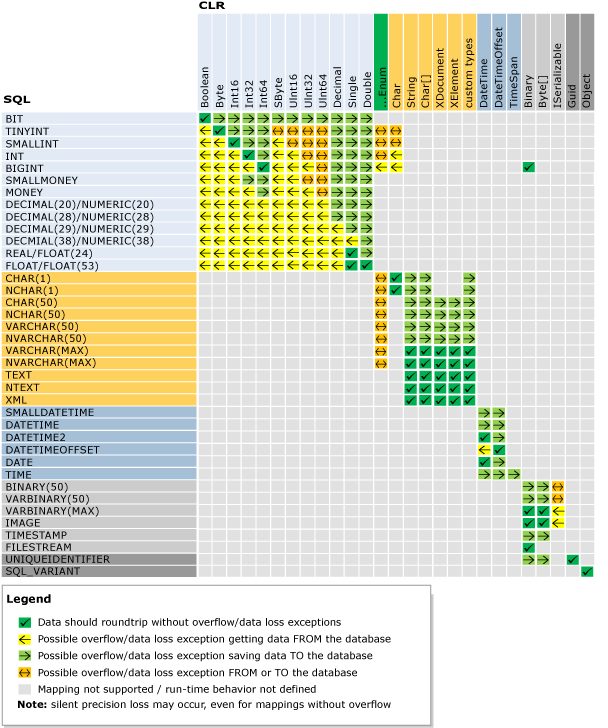 CLR
SQL
Boolean
Byte
Int16
Int32
Int64
SByte
UInt16
UInt32
UInt64
Decimal
Single
Double
...Enum
Char
String
Char[]
XDocument
XElement
custom types
DateTime
DateTimeOffset
TimeSpan
Binary
Byte[]
ISerializable
Guid
Object
BIT
TINYINT
SMALLINT
INT
BIGINT
SMALLMONEY
MONEY
DECIMAL(20)/NUMERIC(20)
DECIMAL(28)/NUMERIC(28)
DECIMAL(29)/NUMERIC(29)
DECMIAL(38)/NUMERIC(38)
REAL/FLOAT(24)
FLOAT/FLOAT(53)
CHAR(1)
NCHAR(1)
CHAR(50)
NCHAR(50)
VARCHAR(50)
NVARCHAR(50)
VARCHAR(MAX)
NVARCHAR(MAX)
TEXT
NTEXT
XML
SMALLDATETIME
DATETIME
DATETIME2
DATETIMEOFFSET
DATE
TIME
BINARY(50)
VARBINARY(50)
VARBINARY(MAX)
IMAGE
TIMESTAMP
FILESTREAM
UNIQUEIDENTIFIER
SQL_VARIANT
Legend
Data should roundtrip without overflow/data loss exceptions
Possible overflow/data loss exception getting data FROM the database
Possible overflow/data loss exception saving data TO the database
Possible overflow/data loss exception FROM or TO the database
Mapping not supported / run-time behavior not defined
Note: silent precision loss may occur, even for mappings without overflow